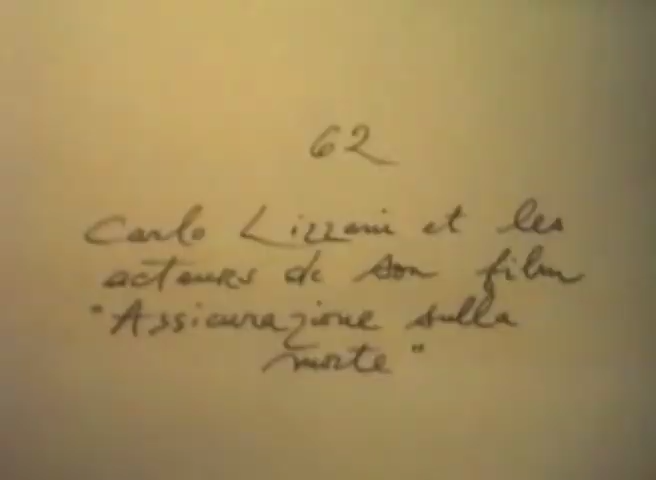 62
Carlo Lizzani et les
acteurs de son film
"Assicurazione sulla
morte"